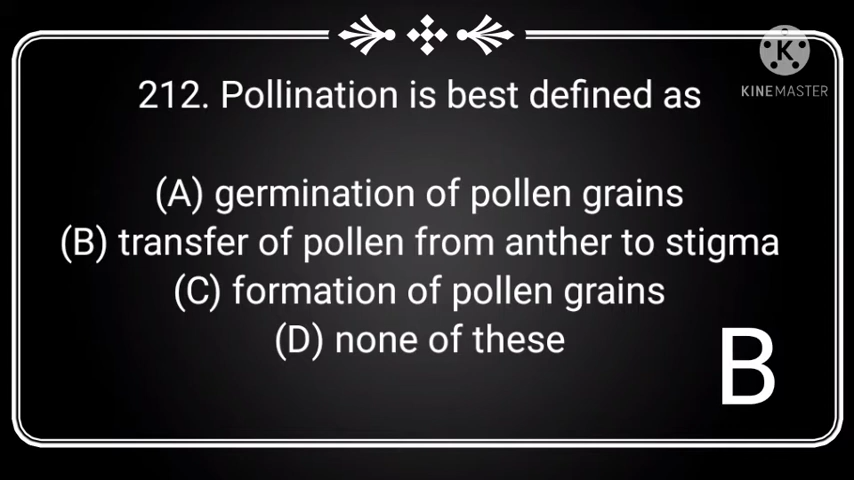 K
KINEMASTER
212. Pollination is best defined as
(A) germination of pollen grains
(B) transfer of pollen from anther to stigma
(C) formation of pollen grains
(D) none of these
B